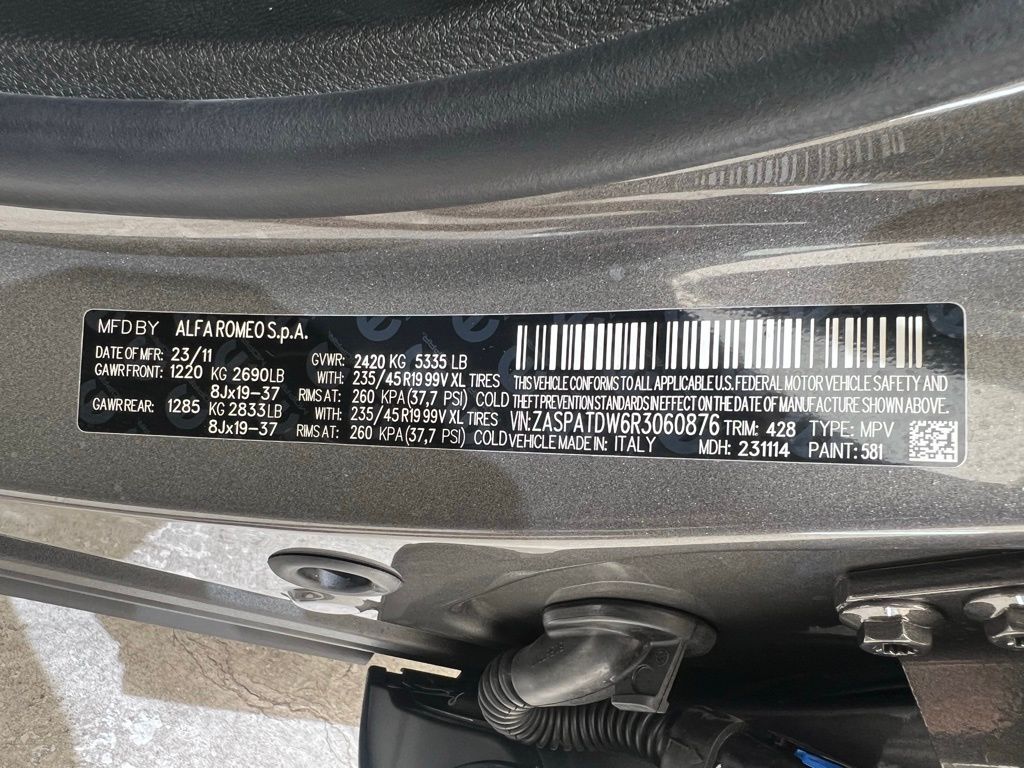 MFD BY ALFA ROMEO S.p.A.
DATE OF MFR: 23/11 GVWR: 2420 KG 5335 LB
GAWR FRONT: 1220 KG 2690LB WITH: 235/45 R19 99V XL TIRES
8Jx19-37 RIMS AT: 260 KPA (37,7 PSI) COLD
GAWR REAR: 1285 KG 2833LB WITH: 235/45 R19 99V XL TIRES
8Jx19-37 RIMS AT: 260 KPA (37,7 PSI) COLD
THIS VEHICLE CONFORMS TO ALL APPLICABLE U.S. FEDERAL MOTOR VEHICLE SAFETY AND
THEFT PREVENTION STANDARDS IN EFFECT ON THE DATE OF MANUFACTURE SHOWN ABOVE.
VIN: ZASPATDW6R3060876 TRIM: 428 TYPE: MPV
VEHICLE MADE IN: ITALY MDH: 231114 PAINT: 581